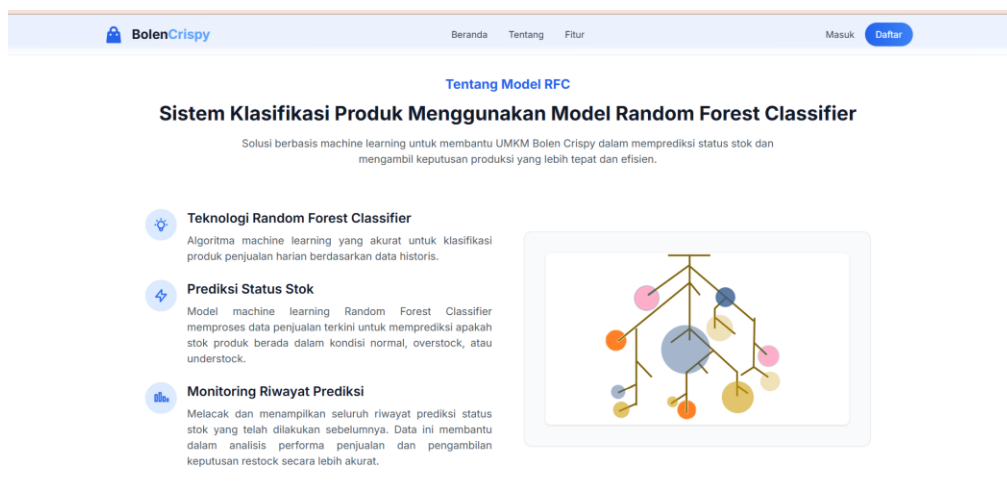 BolenCrispy
Beranda Tentang Fitur
Masuk Daftar
Tentang Model RFC
Sistem Klasifikasi Produk Menggunakan Model Random Forest Classifier
Solusi berbasis machine learning untuk membantu UMKM Bolen Crispy dalam memprediksi status stok dan
mengambil keputusan produksi yang lebih tepat dan efisien.
Teknologi Random Forest Classifier
Algoritma machine learning yang akurat untuk klasifikasi
produk penjualan harian berdasarkan data historis.
Prediksi Status Stok
Model machine learning Random Forest Classifier
memproses data penjualan terkini untuk memprediksi apakah
stok produk berada dalam kondisi normal, overstock, atau
understock.
Monitoring Riwayat Prediksi
Melacak dan menampilkan seluruh riwayat prediksi status
stok yang telah dilakukan sebelumnya. Data ini membantu
dalam analisis performa penjualan dan pengambilan
keputusan restock secara lebih akurat.